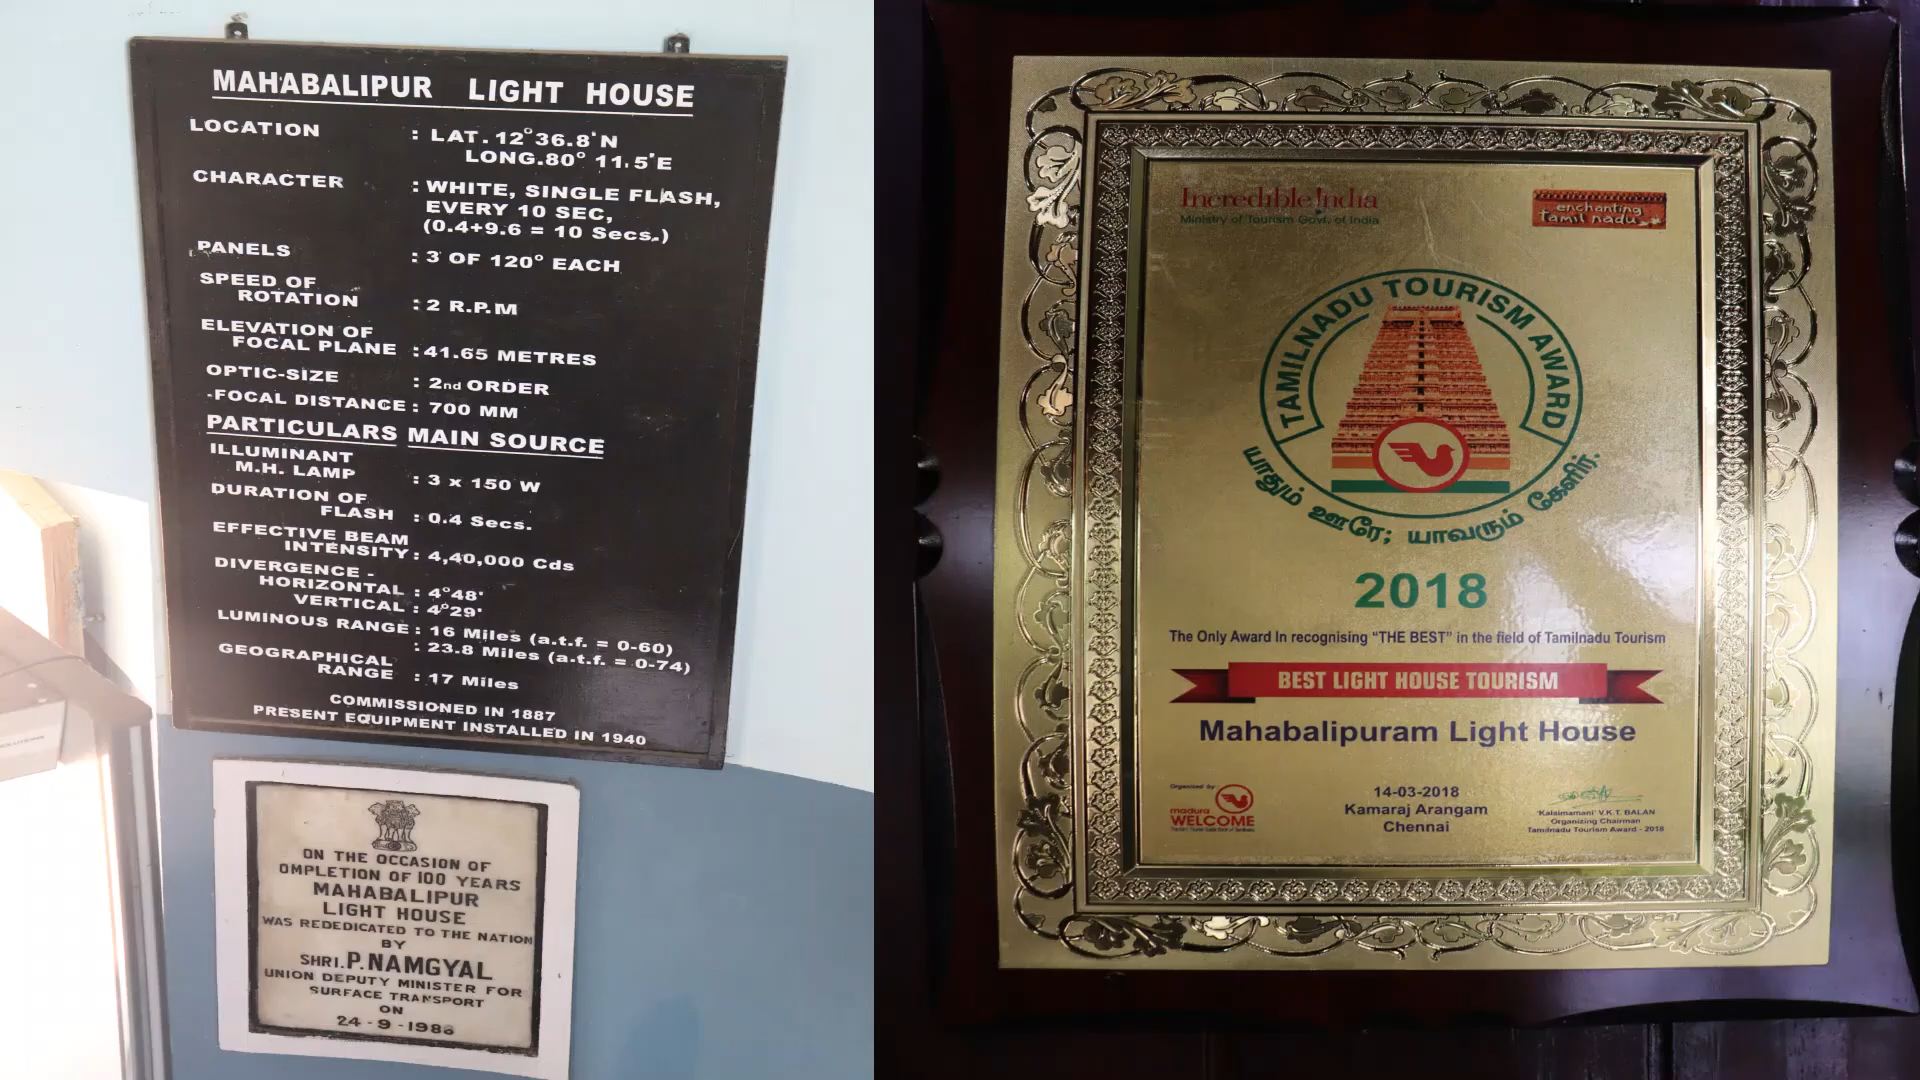 MAHABALIPUR LIGHT HOUSE
LOCATION : LAT. 12° 36.8' N
LONG. 80° 11.5' E
CHARACTER : WHITE, SINGLE FLASH,
EVERY 10 SEC,
(0.4+9.6 = 10 Secs.)
PANELS : 3 OF 120° EACH
SPEED OF
ROTATION : 2 R.P.M
ELEVATION OF
FOCAL PLANE : 41.65 METRES
OPTIC-SIZE : 2nd ORDER
-FOCAL DISTANCE : 700 MM
PARTICULARS MAIN SOURCE
ILLUMINANT
M.H. LAMP : 3 x 150 W
DURATION OF
FLASH : 0.4 Secs.
EFFECTIVE BEAM
INTENSITY : 4,40,000 Cds
DIVERGENCE -
HORIZONTAL : 4°48'
VERTICAL : 4°29'
LUMINOUS RANGE : 16 Miles (a.t.f. = 0-60)
: 23.8 Miles (a.t.f. = 0-74)
GEOGRAPHICAL
RANGE : 17 Miles
COMMISSIONED IN 1887
PRESENT EQUIPMENT INSTALLED IN 1940
ON THE OCCASION OF
OMPLETION OF 100 YEARS
MAHABALIPUR
LIGHT HOUSE
WAS REDEDICATED TO THE NATION
BY
SHRI. P. NAMGYAL
UNION DEPUTY MINISTER FOR
SURFACE TRANSPORT
ON
24-9-1986
Incredible India
Ministry of Tourism Govt. of India
enchanting
tamil nadu
TAMILNADU TOURISM AWARD
யாதும் ஊரே; யாவரும் கேளிர்.
2018
The Only Award In recognising "THE BEST" in the field of Tamilnadu Tourism
BEST LIGHT HOUSE TOURISM
Mahabalipuram Light House
Organised by
madura
WELCOME
14-03-2018
Kamaraj Arangam
Chennai
'Kalaimamani' V.K.T. BALAN
Organizing Chairman
Tamilnadu Tourism Award - 2018